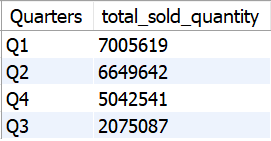 Quarters total_sold_quantity
Q1 7005619
Q2 6649642
Q4 5042541
Q3 2075087